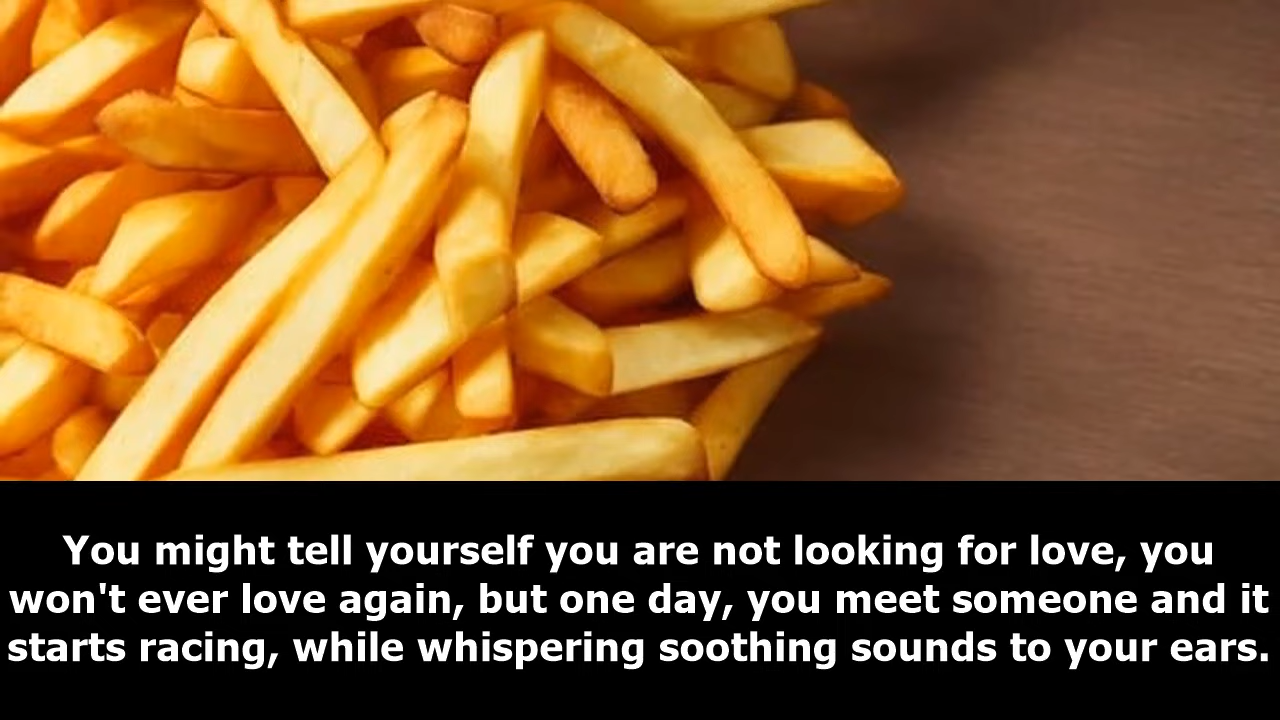 You might tell yourself you are not looking for love, you
won't ever love again, but one day, you meet someone and it
starts racing, while whispering soothing sounds to your ears.